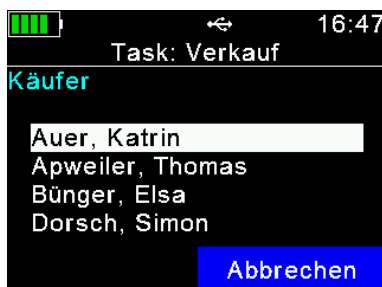 16:47
Task: Verkauf
Käufer
Auer, Katrin
Apweiler, Thomas
Bünger, Elsa
Dorsch, Simon
Abbrechen